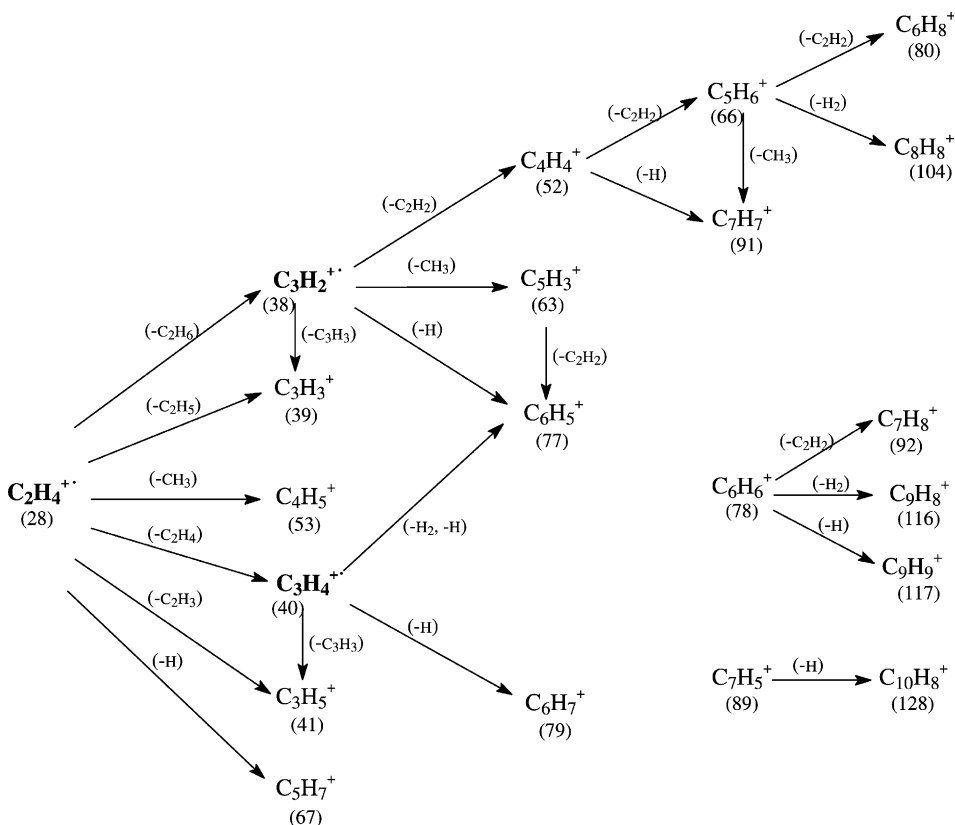 C₆H₈⁺
(80)
(-C₂H₂)
C₅H₆⁺
(66)
(-H₂)
(-C₂H₂)
C₄H₄⁺
(52)
(-CH₃)
C₈H₈⁺
(104)
(-H)
(-C₂H₂)
C₇H₇⁺
(91)
C₃H₂⁺·
(38)
(-CH₃)
C₅H₃⁺
(63)
(-C₂H₆)
(-C₃H₃)
(-H)
(-C₂H₂)
C₃H₃⁺
(39)
(-C₂H₅)
C₆H₅⁺
(77)
C₇H₈⁺
(92)
(-C₂H₂)
C₂H₄⁺·
(28)
(-CH₃)
C₄H₅⁺
(53)
C₆H₆⁺
(78)
(-H₂)
C₉H₈⁺
(116)
(-C₂H₄)
(-H₂, -H)
(-H)
C₉H₉⁺
(117)
C₃H₄⁺·
(40)
(-C₂H₃)
(-C₃H₃)
(-H)
(-H)
C₃H₅⁺
(41)
C₆H₇⁺
(79)
C₇H₅⁺
(89)
(-H)
C₁₀H₈⁺
(128)
C₅H₇⁺
(67)